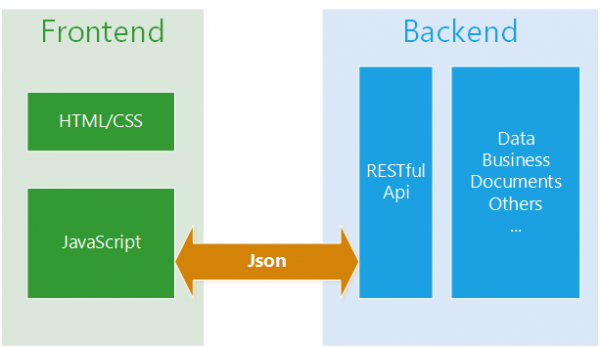 Frontend
HTML/CSS
JavaScript
Json
Backend
RESTful
Api
Data
Business
Documents
Others
...